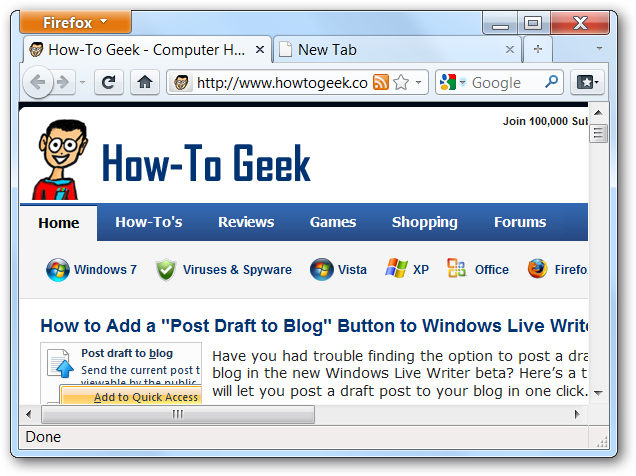 Firefox
How-To Geek - Computer H...
New Tab
http://www.howtogeek.co
Google
Join 100,000 Sub
How-To Geek
Home How-To's Reviews Games Shopping Forums
Windows 7 Viruses & Spyware Vista XP Office Firefo
How to Add a "Post Draft to Blog" Button to Windows Live Write
Post draft to blog
Send the current post t
viewable by the public
Add to Quick Access
Have you had trouble finding the option to post a dra
blog in the new Windows Live Writer beta? Here's a t
will let you post a draft post to your blog in one click.
Done